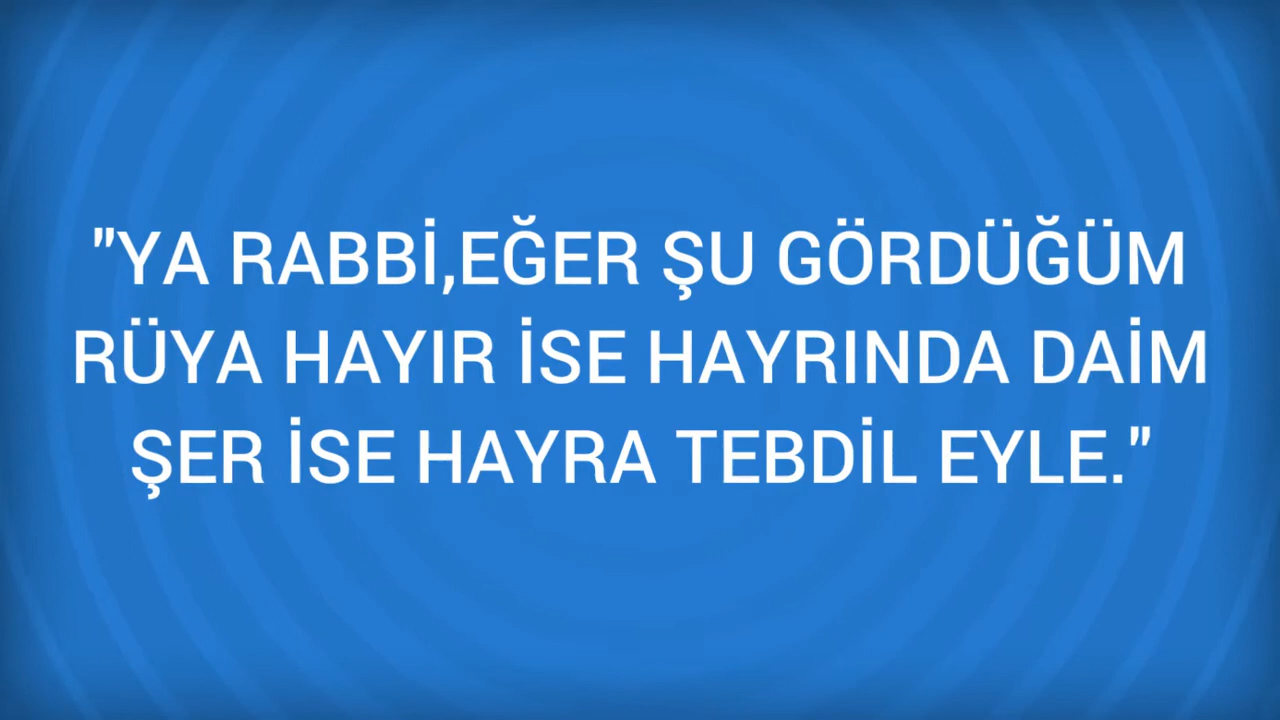 "YA RABBİ,EĞER ŞU GÖRDÜĞÜM
RÜYA HAYIR İSE HAYRINDA DAİM
ŞER İSE HAYRA TEBDİL EYLE."